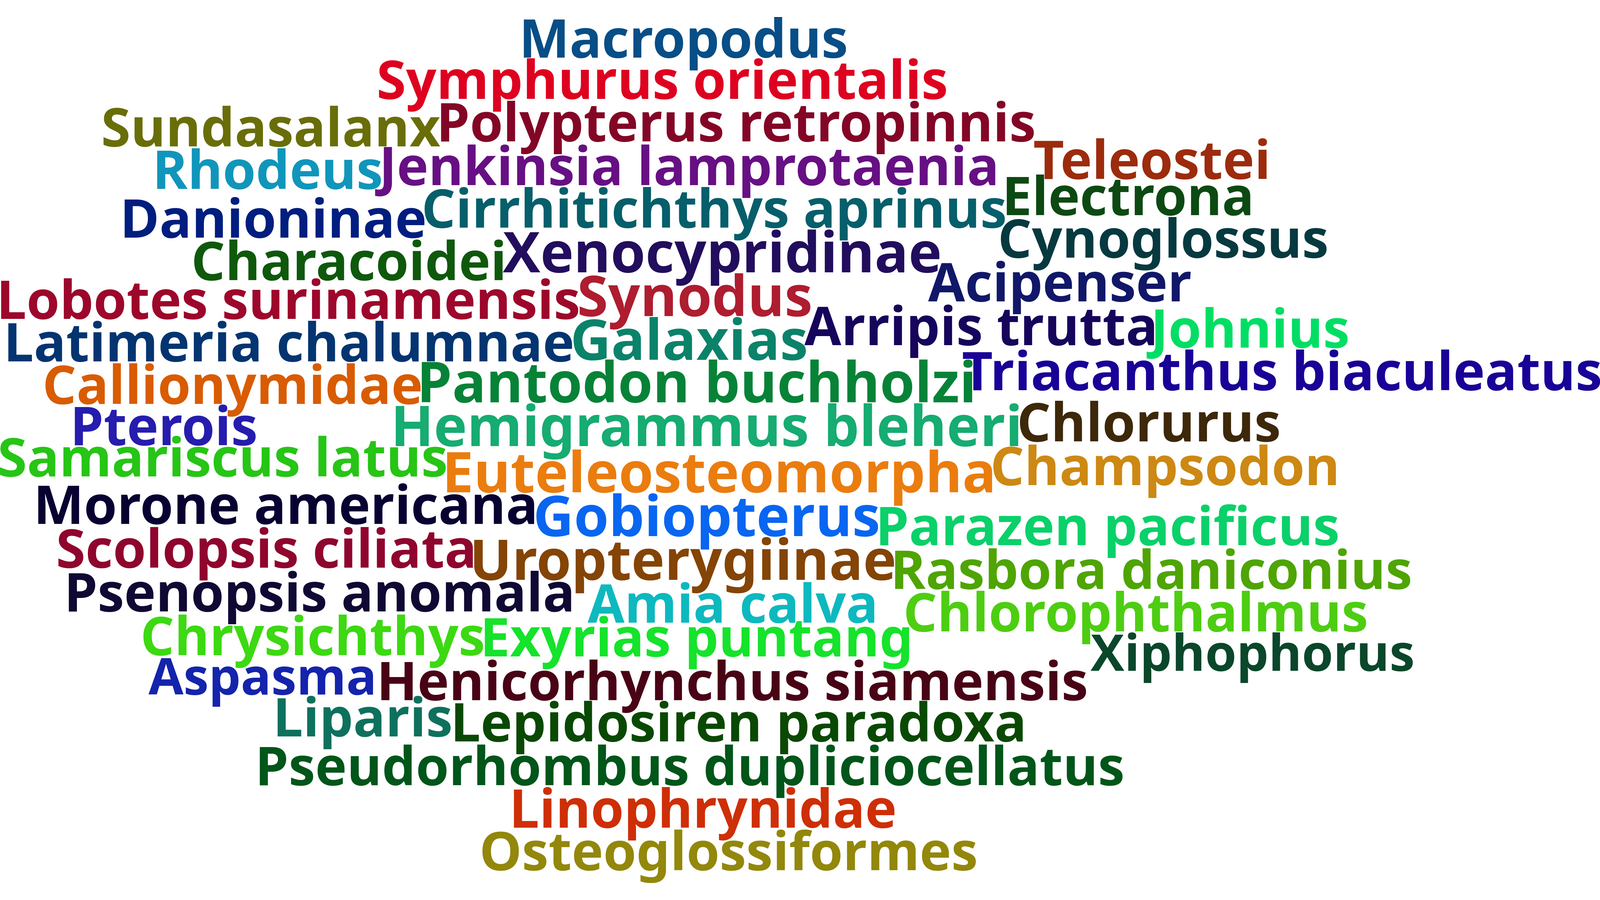 Macropodus
Symphurus orientalis
Sundasalanx Polypterus retropinnis
Rhodeus Jenkinsia lamprotaenia Teleostei
Danioninae Cirrhitichthys aprinus Electrona
Characoidei Xenocypridinae Cynoglossus
Lobotes surinamensis Synodus Acipenser
Latimeria chalumnae Galaxias Arripis trutta Johnius
Callionymidae Pantodon buchholzi Triacanthus biaculeatus
Pterois Hemigrammus bleheri Chlorurus
Samariscus latus Euteleosteomorpha Champsodon
Morone americana Gobiopterus Parazen pacificus
Scolopsis ciliata Uropterygiinae Rasbora daniconius
Psenopsis anomala Amia calva Chlorophthalmus
Chrysichthys Exyrias puntang Xiphophorus
Aspasma Henicorhynchus siamensis
Liparis Lepidosiren paradoxa
Pseudorhombus dupliciocellatus
Linophrynidae
Osteoglossiformes